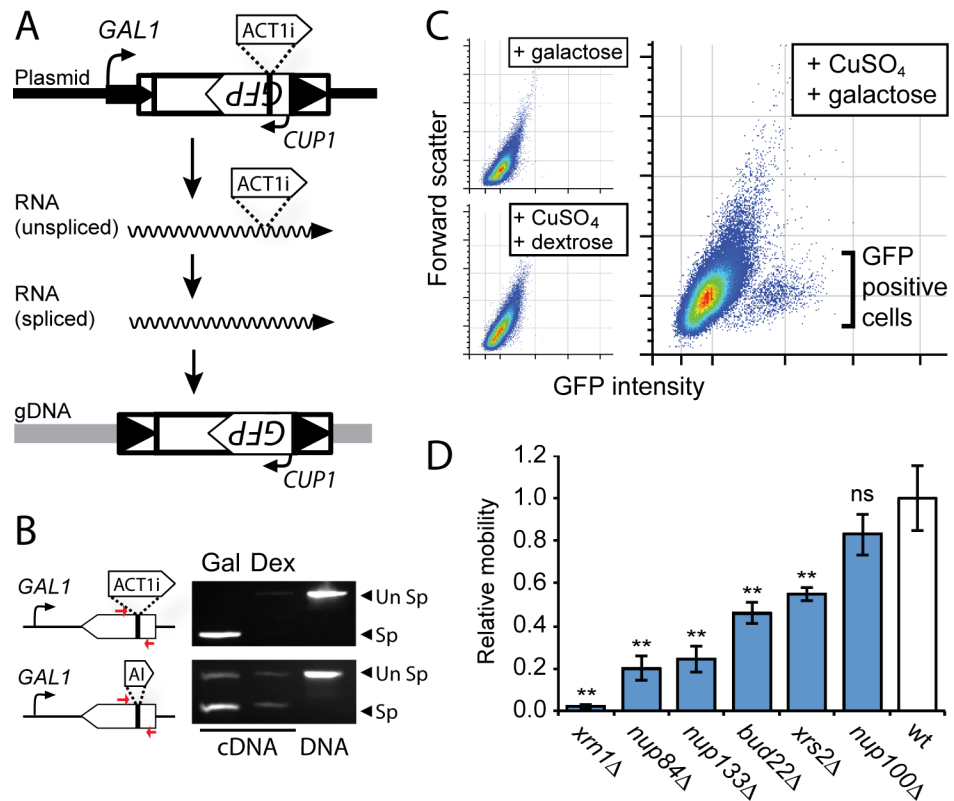 A
GAL1
ACT1i
Plasmid
GFP
CUP1
RNA
(unspliced)
ACT1i
RNA
(spliced)
gDNA
GFP
CUP1
B
Gal Dex
GAL1
ACT1i
Un Sp
Sp
GAL1
AI
Un Sp
Sp
cDNA DNA
C
+ galactose
+ CuSO4
+ dextrose
+ CuSO4
+ galactose
Forward scatter
GFP
positive
cells
GFP intensity
D
Relative mobility
1.2
1.0
0.8
0.6
0.4
0.2
0.0
**
**
**
**
**
ns
xrn1Δ
nup84Δ
nup133Δ
bud22Δ
xrs2Δ
nup100Δ
wt